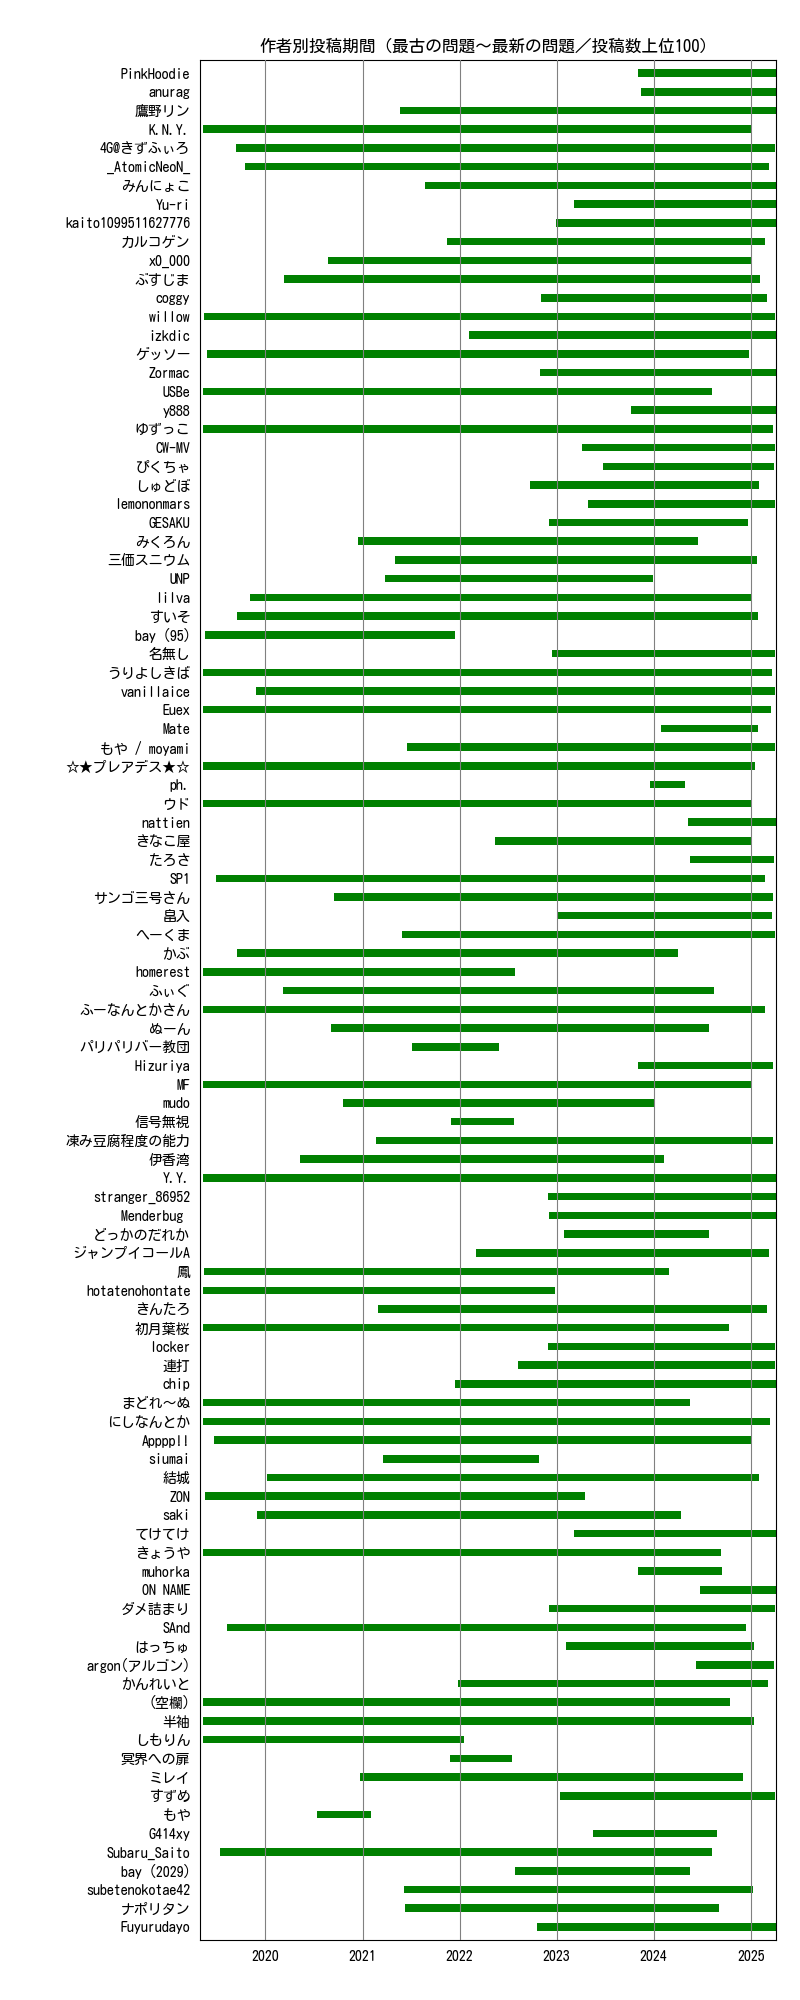 作者別投稿期間（最古の問題～最新の問題／投稿数上位100）
PinkHoodie
anurag
鷹野リン
K.N.Y.
4G@きずふぃろ
_AtomicNeoN_
みんにょこ
Yu-ri
kaito1099511627776
カルコゲン
x0_000
ぶすじま
coggy
willow
izkdic
ゲッソー
Zormac
USBe
y888
ゆずっこ
CW-MV
ぴくちゃ
しゅどぼ
lemononmars
GESAKU
みくろん
三価スニウム
UNP
lilva
すいそ
bay (95)
名無し
うりよしきば
vanillaice
Euex
Mate
もや / moyami
☆★プレアデス★☆
ph.
ウド
nattien
きなこ屋
たろさ
SP1
サンゴ三号さん
畠入
へーくま
かぶ
homerest
ふぃぐ
ふーなんとかさん
ぬーん
パリパリバー教団
Hizuriya
MF
mudo
信号無視
凍み豆腐程度の能力
伊香湾
Y.Y.
stranger_86952
Menderbug
どっかのだれか
ジャンプイコールA
鳳
hotatenohontate
きんたろ
初月葉桜
locker
連打
chip
まどれ～ぬ
にしなんとか
Appppll
siumai
結城
ZON
saki
てけてけ
きょうや
muhorka
ON NAME
ダメ詰まり
SAnd
はっちゅ
argon(アルゴン)
かんれいと
(空欄)
半袖
しもりん
冥界への扉
ミレイ
すずめ
もや
G414xy
Subaru_Saito
bay (2029)
subetenokotae42
ナポリタン
Fuyurudayo
2020 2021 2022 2023 2024 2025